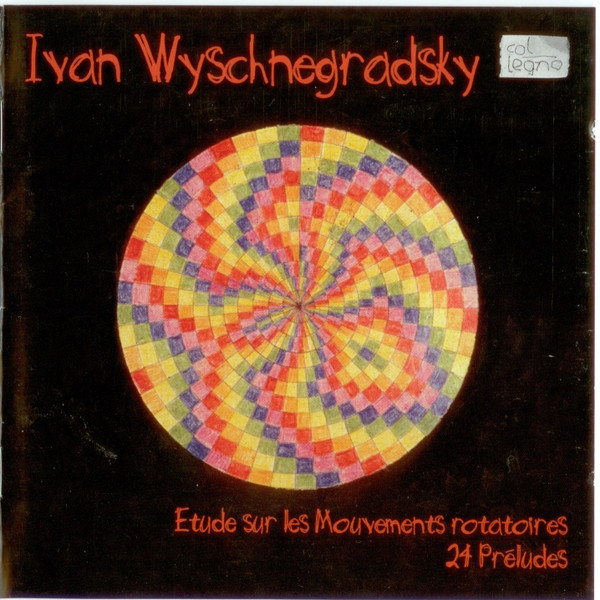 Ivan Wyschnegradsky
col
legno
Etude sur les Mouvements rotatoires
24 Préludes